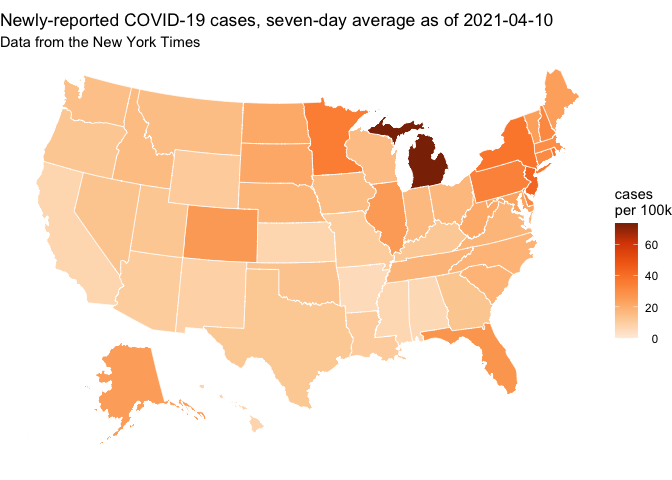 Newly-reported COVID-19 cases, seven-day average as of 2021-04-10
Data from the New York Times
cases
per 100k
60
40
20
0